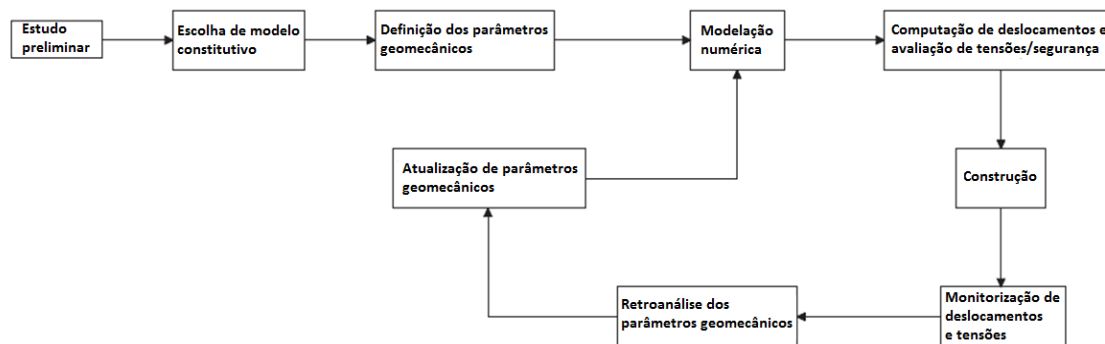 Estudo
preliminar
Escolha de modelo
constitutivo
Definição dos parâmetros
geomecânicos
Modelação
numérica
Computação de deslocamentos e
avaliação de tensões/segurança
Atualização de parâmetros
geomecânicos
Construção
Retroanálise dos
parâmetros geomecânicos
Monitorização de
deslocamentos
e tensões